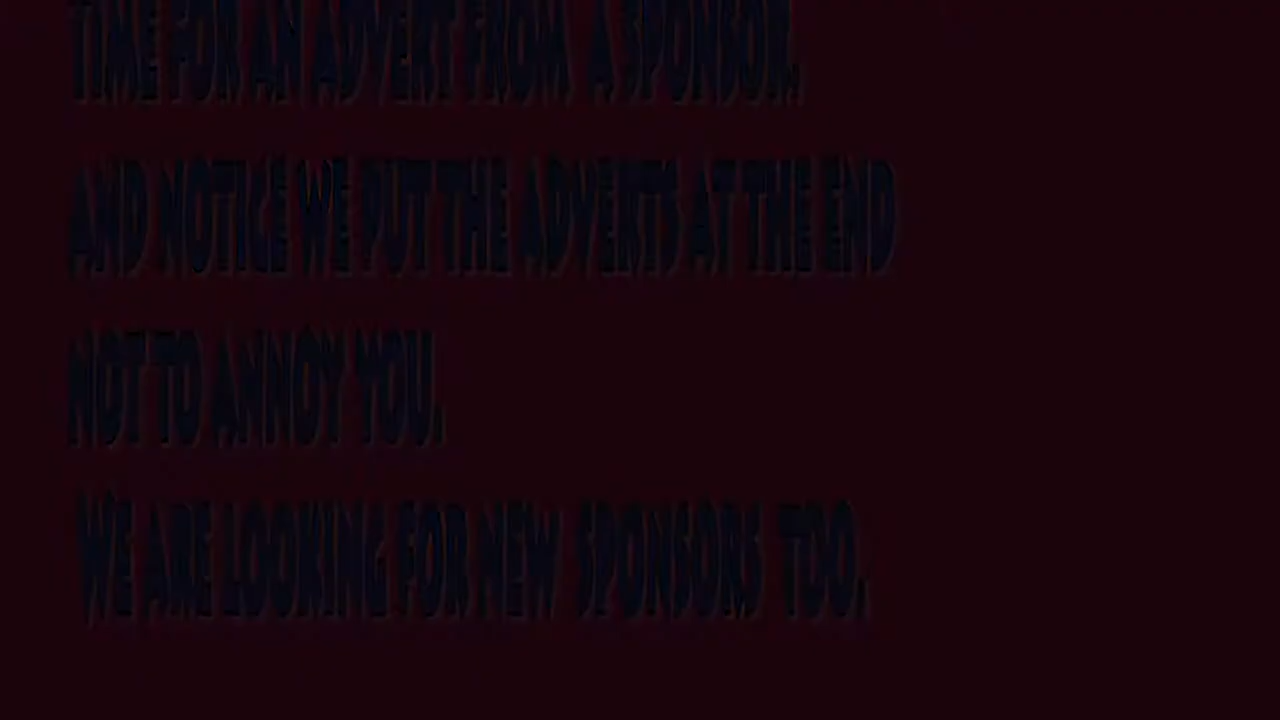 TIME FOR AN ADVERT FROM A SPONSOR.
AND NOTICE WE PUT THE ADVERTS AT THE END
NOT TO ANNOY YOU.
WE ARE LOOKING FOR NEW SPONSORS TOO.